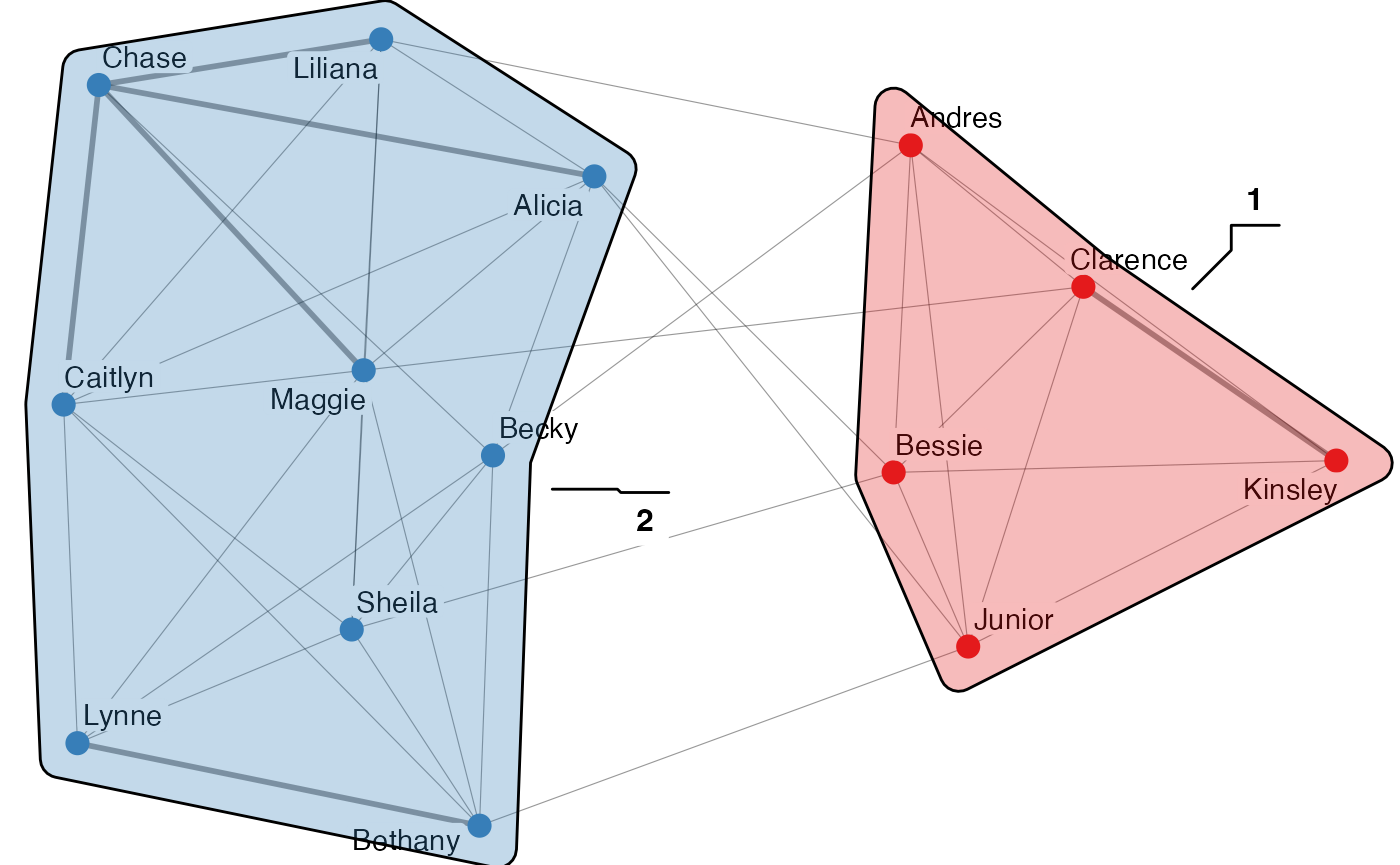 Chase
Liliana
Andres
Alicia
1
Clarence
Caitlyn
Maggie
Becky
Bessie
Kinsley
2
Sheila
Junior
Lynne
Bethany